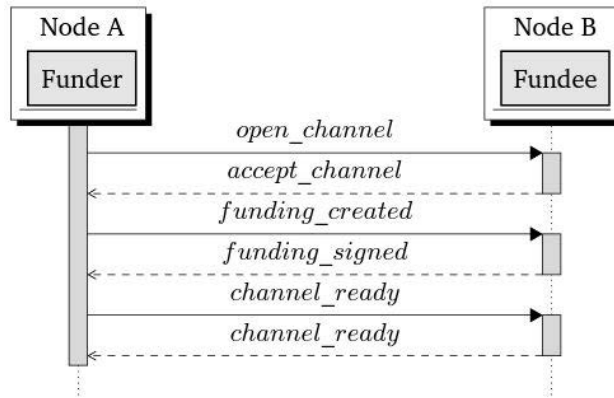 Node A
Node B
Funder
Fundee
open_channel
accept_channel
funding_created
funding_signed
channel_ready
channel_ready